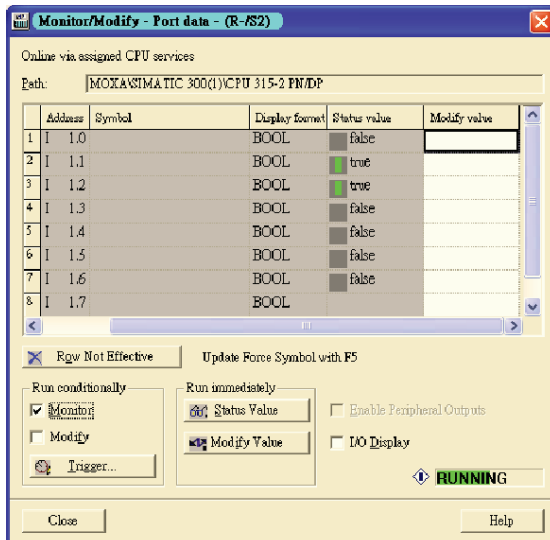 Monitor/Modify - Port data - (R-/S2)
Online via assigned CPU services
Path: MOXA\SIMATIC 300(1)\CPU 315-2 PN/DP
Address Symbol Display format Status value Modify value
1 I 1.0 BOOL false
2 I 1.1 BOOL true
3 I 1.2 BOOL true
4 I 1.3 BOOL false
5 I 1.4 BOOL false
6 I 1.5 BOOL false
7 I 1.6 BOOL false
8 I 1.7 BOOL
Row Not Effective Update Force Symbol with F5
Run conditionally Run immediately
Monitor Status Value Enable Peripheral Outputs
Modify Modify Value I/O Display
Trigger...
RUNNING
Close Help